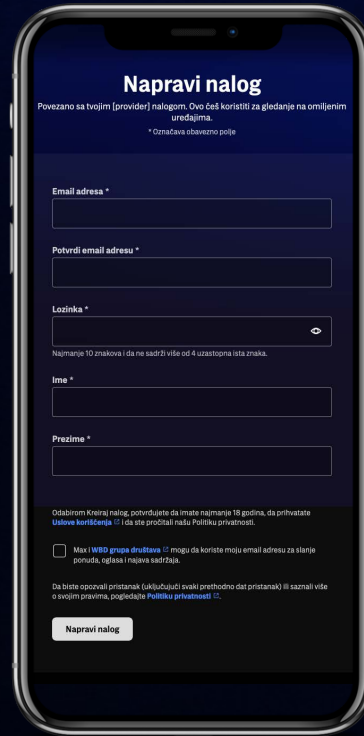 Napravi nalog
Povezano sa tvojim [provider] nalogom. Ovo ćeš koristiti za gledanje na omiljenim
uređajima.
* Označava obavezno polje
Email adresa *
Potvrdi email adresu *
Lozinka *
Najmanje 10 znakova i da ne sadrži više od 4 uzastopna ista znaka.
Ime *
Prezime *
Odabirom Kreiraj nalog, potvrđujete da imate najmanje 18 godina, da prihvatate
Uslove korišćenja i da ste pročitali našu Politiku privatnosti.
Max i WBD grupa društava mogu da koriste moju email adresu za slanje
ponuda, oglasa i najava sadržaja.
Da biste opozvali pristanak (uključujući svaki prethodno dat pristanak) ili saznali više
o svojim pravima, pogledajte Politiku privatnosti.
Napravi nalog